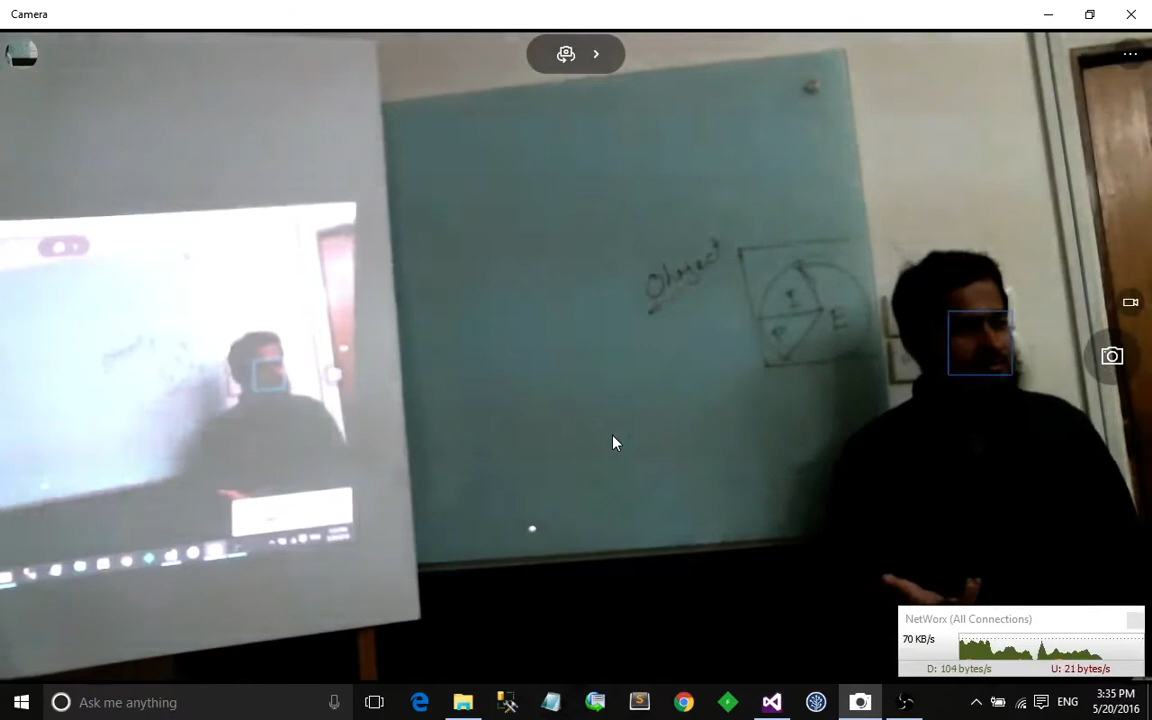 Camera
I
P
E
NetWorx (All Connections)
70 KB/s
D: 104 bytes/s
U: 21 bytes/s
Ask me anything
S
ENG
3:35 PM
5/20/2016